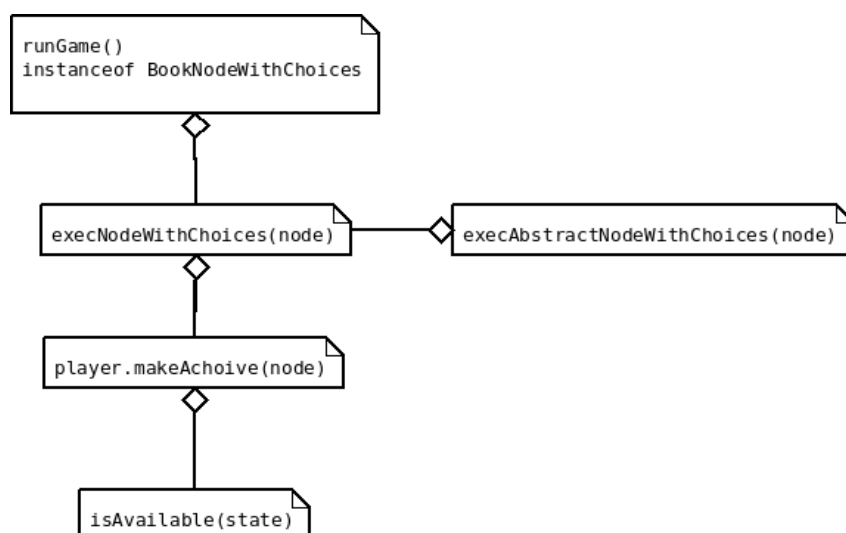 runGame()
instanceof BookNodeWithChoices
execNodeWithChoices(node)
execAbstractNodeWithChoices(node)
player.makeAchoive(node)
isAvailable(state)